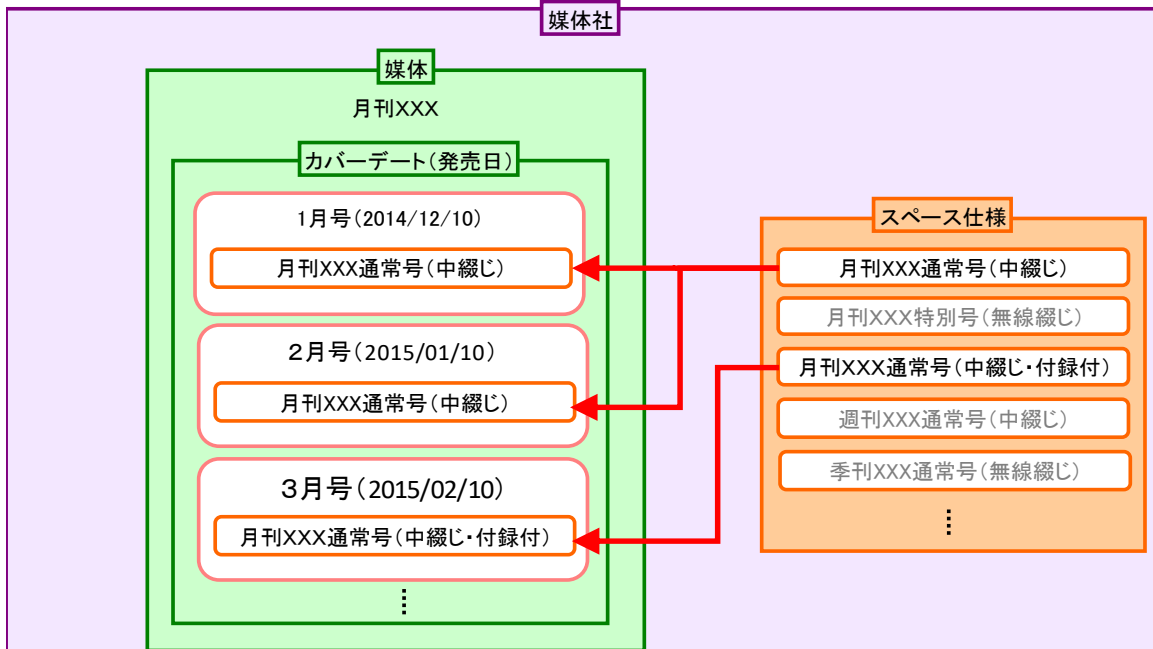 媒体社
媒体
月刊XXX
カバーデート(発売日)
1月号(2014/12/10)
月刊XXX通常号(中綴じ)
2月号(2015/01/10)
月刊XXX通常号(中綴じ)
3月号(2015/02/10)
月刊XXX通常号(中綴じ・付録付)
…
スペース仕様
月刊XXX通常号(中綴じ)
月刊XXX特別号(無線綴じ)
月刊XXX通常号(中綴じ・付録付)
週刊XXX通常号(中綴じ)
季刊XXX通常号(無線綴じ)
…